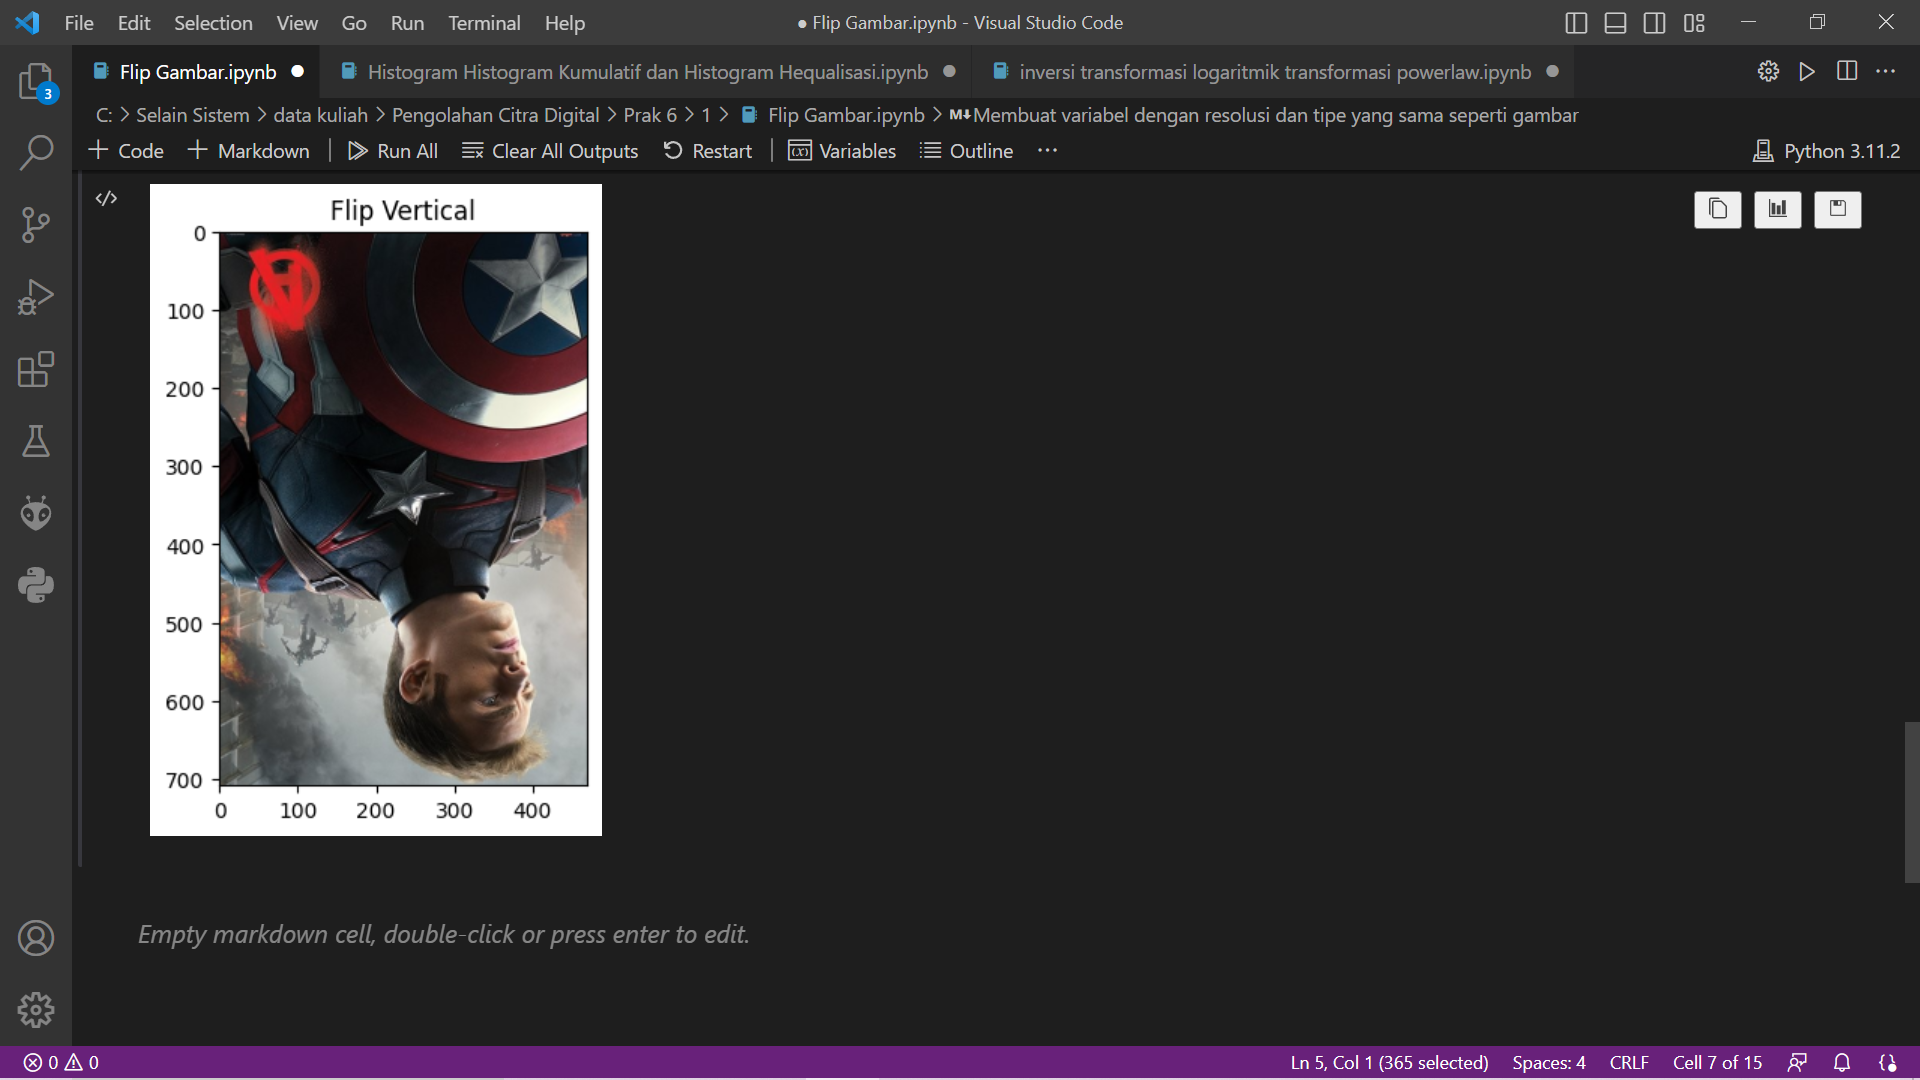 File Edit Selection View Go Run Terminal Help ● Flip Gambar.ipynb - Visual Studio Code
Flip Gambar.ipynb ● Histogram Histogram Kumulatif dan Histogram Hequalisasi.ipynb ● inversi transformasi logaritmik transformasi powerlaw.ipynb ●
3
C: > Selain Sistem > data kuliah > Pengolahan Citra Digital > Prak 6 > 1 > Flip Gambar.ipynb > M↓Membuat variabel dengan resolusi dan tipe yang sama seperti gambar
+ Code + Markdown | Run All Clear All Outputs Restart | Variables Outline ··· Python 3.11.2
Flip Vertical
0
100
200
300
400
500
600
700
0 100 200 300 400
Empty markdown cell, double-click or press enter to edit.
0 0 Ln 5, Col 1 (365 selected) Spaces: 4 CRLF Cell 7 of 15